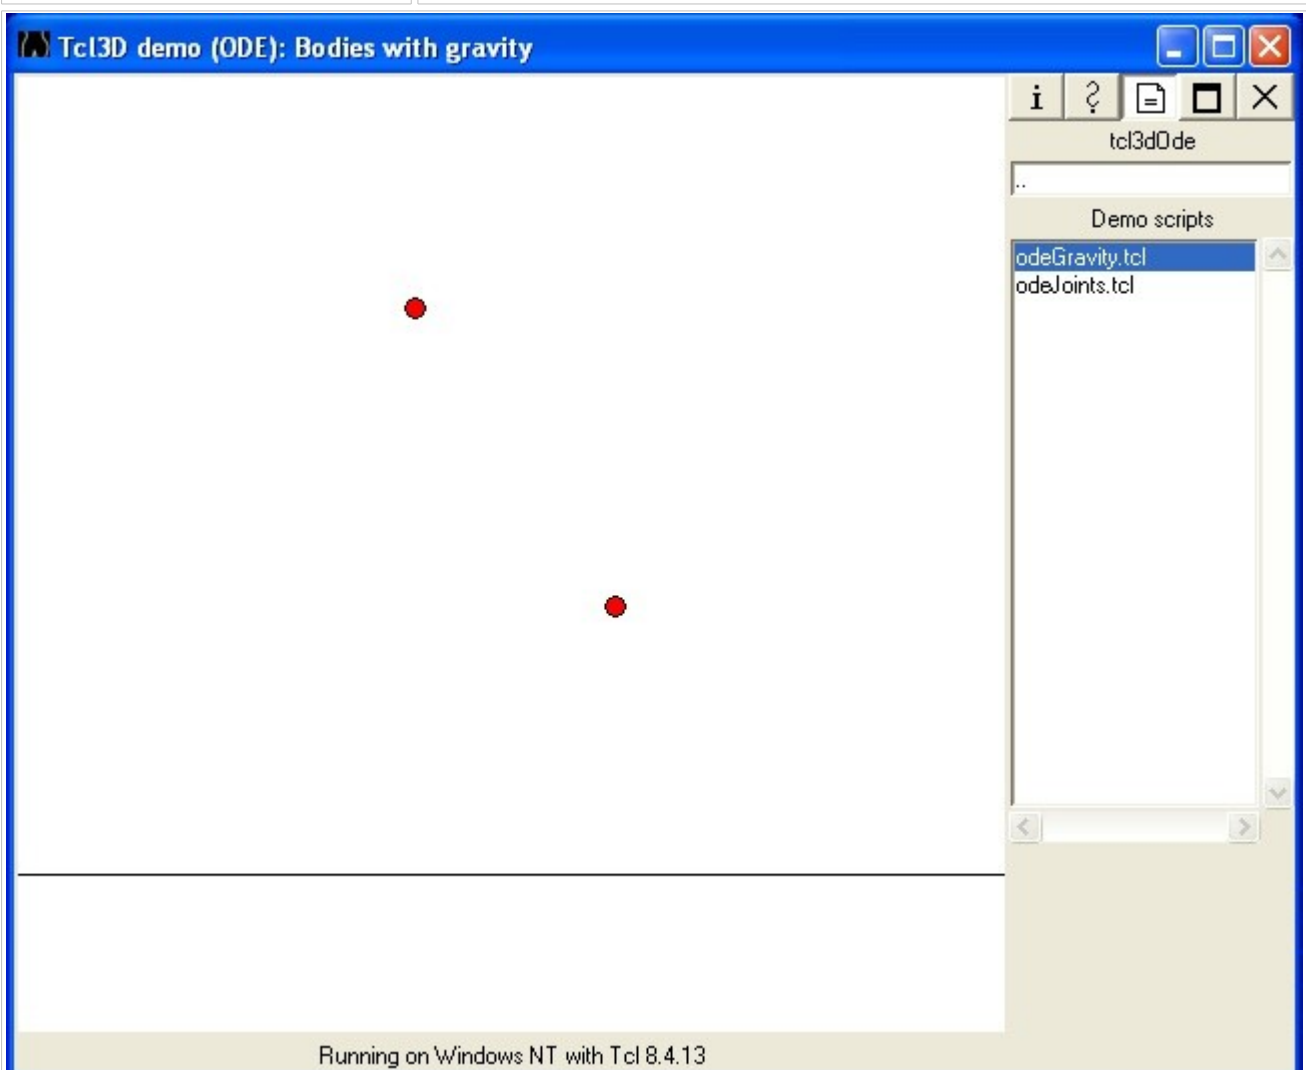 Tcl3D demo (ODE): Bodies with gravity
i ?
tcl3dOde
..
Demo scripts
odeGravity.tcl
odeJoints.tcl
Running on Windows NT with Tcl 8.4.13